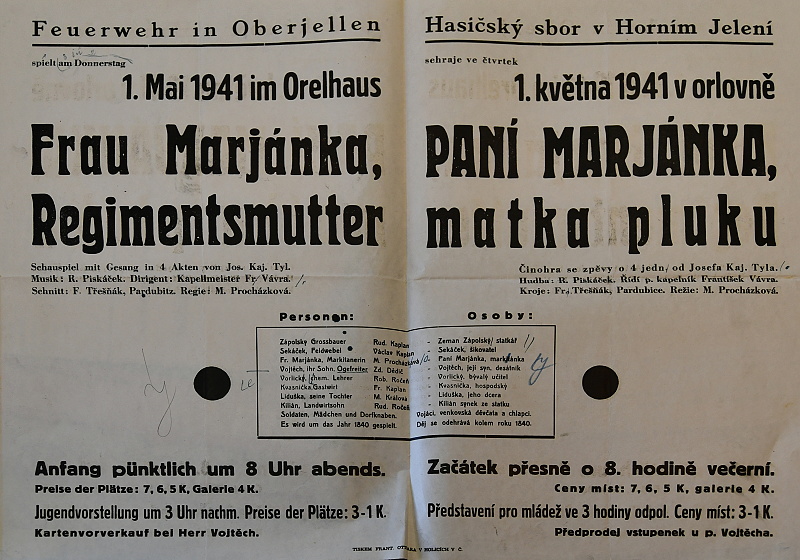 Feuerwehr in Oberjellen
spielt am Donnerstag
1. Mai 1941 im Orelhaus
Frau Marjánka,
Regimentsmutter
Schauspiel mit Gesang in 4 Akten von Jos. Kaj. Tyl.
Musik: R. Piskáček. Dirigent: Kapellmeister Fr. Vávra.
Schnitt: F. Třešňák, Pardubitz. Regie: M. Procházková.
Hasičský sbor v Horním Jelení
sehraje ve čtvrtek
1. května 1941 v orlovně
PANÍ MARJÁNKA,
matka pluku
Činohra se zpěvy o 4 jedn. od Josefa Kaj. Tyla.
Hudba: R. Piskáček. Řídí p. kapelník František Vávra.
Kroje: Fr. Třešňák, Pardubice. Režie: M. Procházková.
Personen: Osoby:
Zápolský Grossbauer Rud. Kaplan - Zeman Zápolský statkář
Sekáček, Feldwebel Václav Kaplan - Sekáček, šikovatel
Fr. Marjánka, Marktanerin M. Procházková - Paní Marjánka, markytánka
Vojtěch, ihr Sohn, Ogefreiter Zd. Dědič - Vojtěch, její syn, desátník
Vorlický, ehem. Lehrer Rob. Ročeň - Vorlický, bývalý učitel
Kvasnička, Gastwirt Fr. Kaplan - Kvasnička, hospodský
Liduška, seine Tochter M. Králová - Liduška, jeho dcera
Kilián, Landwirtsohn Rud. Ročeň - Kilián synek ze statku
Soldaten, Mädchen und Dorfknaben. Vojáci, venkovská děvčata a chlapci.
Es wird um das Jahr 1840 gespielt. Děj se odehrává kolem roku 1840.
Anfang pünktlich um 8 Uhr abends.
Preise der Plätze: 7, 6, 5 K, Galerie 4 K.
Jugendvorstellung um 3 Uhr nachm. Preise der Plätze: 3-1 K.
Kartenvorverkauf bei Herr Vojtěch.
Začátek přesně o 8. hodině večerní.
Ceny míst: 7, 6, 5 K, galerie 4 K.
Představení pro mládež ve 3 hodiny odpol. Ceny míst: 3-1 K.
Předprodej vstupenek u p. Vojtěcha.
TISKEM FRANT. OTTARA V HOLICÍCH V Č.